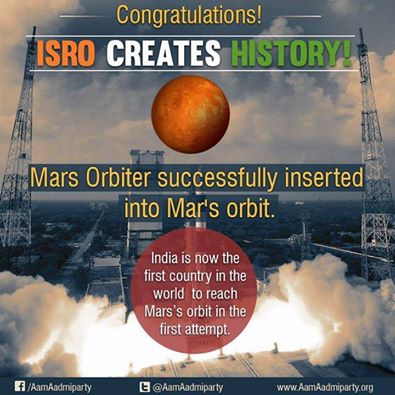 Congratulations!
ISRO CREATES HISTORY!
Mars Orbiter successfully inserted
into Mar's orbit.
India is now the
first country in the
world to reach
Mars's orbit in the
first attempt.
f /AamAadmiparty
t @AamAadmiparty
www.AamAadmiparty.org